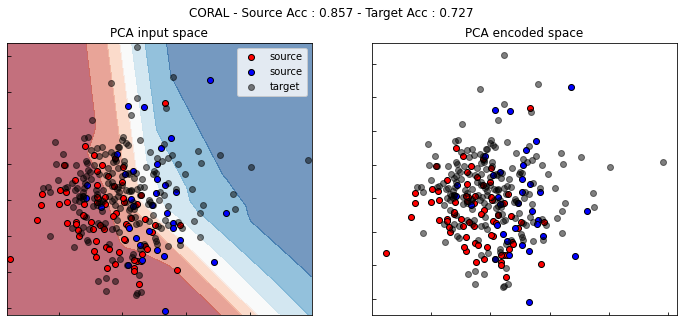 CORAL - Source Acc : 0.857 - Target Acc : 0.727
PCA input space
PCA encoded space
source
source
target